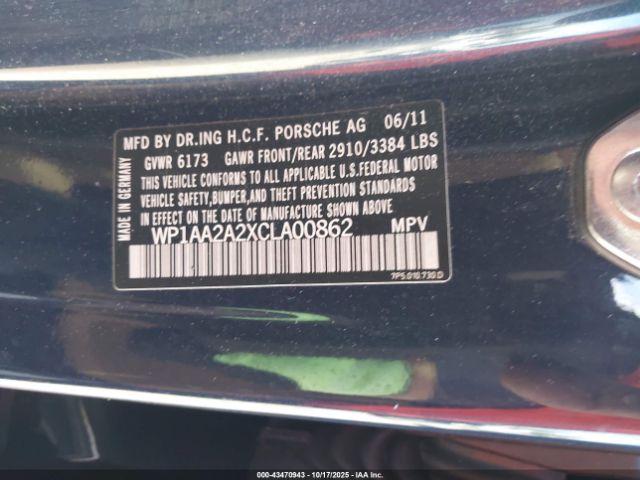 MFD BY DR.ING H.C.F. PORSCHE AG 06/11
GVWR 6173 GAWR FRONT/REAR 2910/3384 LBS
THIS VEHICLE CONFORMS TO ALL APPLICABLE U.S.FEDERAL MOTOR
VEHICLE SAFETY,BUMPER,AND THEFT PREVENTION STANDARDS
IN EFFECT ON THE DATE OF MANUFACTURE SHOWN ABOVE.
WP1AA2A2XCLA00862 MPV
7P5.010.730.D
MADE IN GERMANY
000-43470943 | 10/17/2025 - IAA Inc.